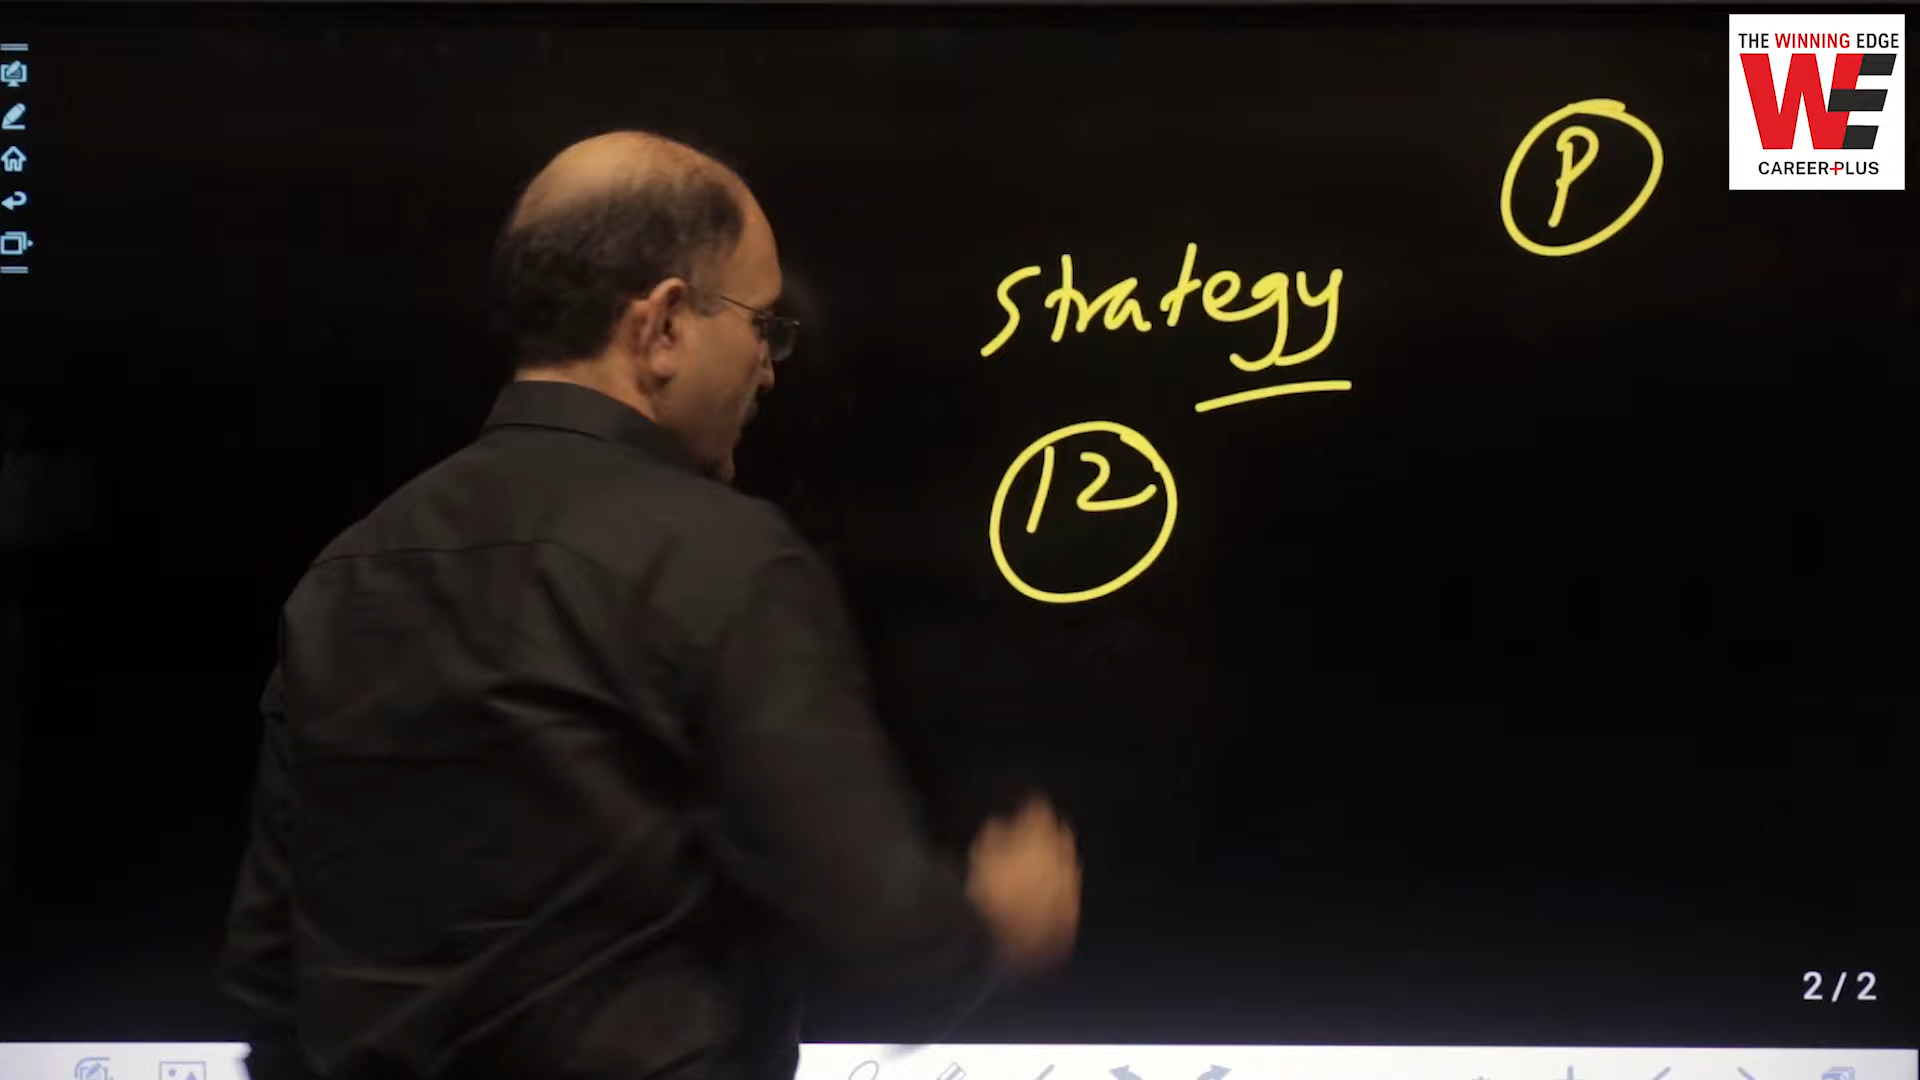 THE WINNING EDGE
WE
CAREER+PLUS
P
Strategy
12
2 / 2